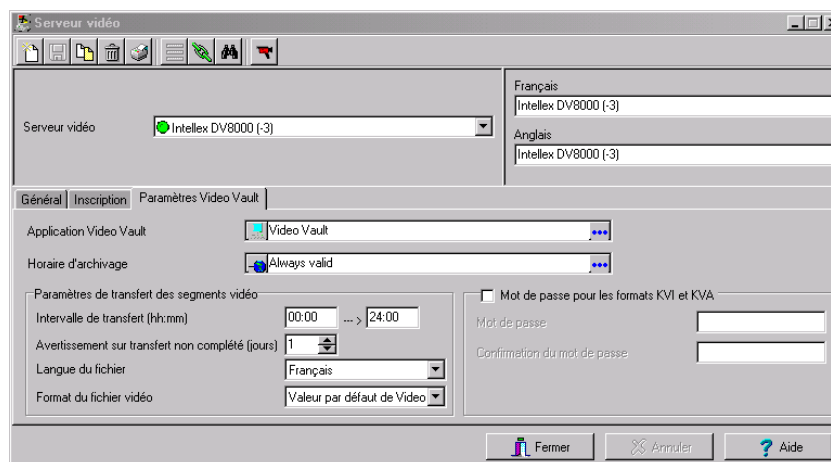 Serveur vidéo
Français
Intellex DV8000 (-3)
Serveur vidéo
Intellex DV8000 (-3)
Anglais
Intellex DV8000 (-3)
Général Inscription Paramètres Video Vault
Application Video Vault Video Vault
Horaire d'archivage Always valid
Paramètres de transfert des segments vidéo
Intervalle de transfert (hh:mm) 00:00 ---> 24:00
Avertissement sur transfert non complété (jours) 1
Langue du fichier Français
Format du fichier vidéo Valeur par défaut de Video
Mot de passe pour les formats KVI et KVA
Mot de passe
Confirmation du mot de passe
Fermer Annuler Aide